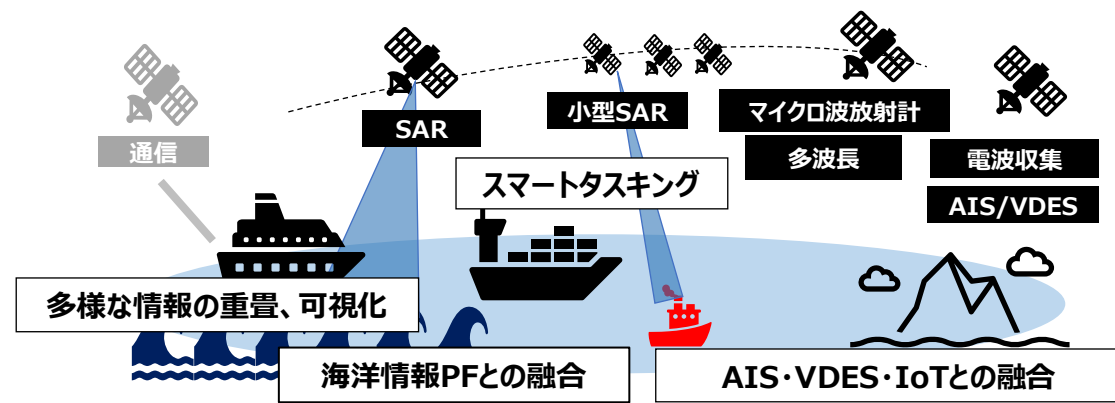 通信
SAR
小型SAR
マイクロ波放射計
多波長
電波収集
AIS/VDES
スマートタスキング
多様な情報の重畳、可視化
海洋情報PFとの融合
AIS・VDES・IoTとの融合